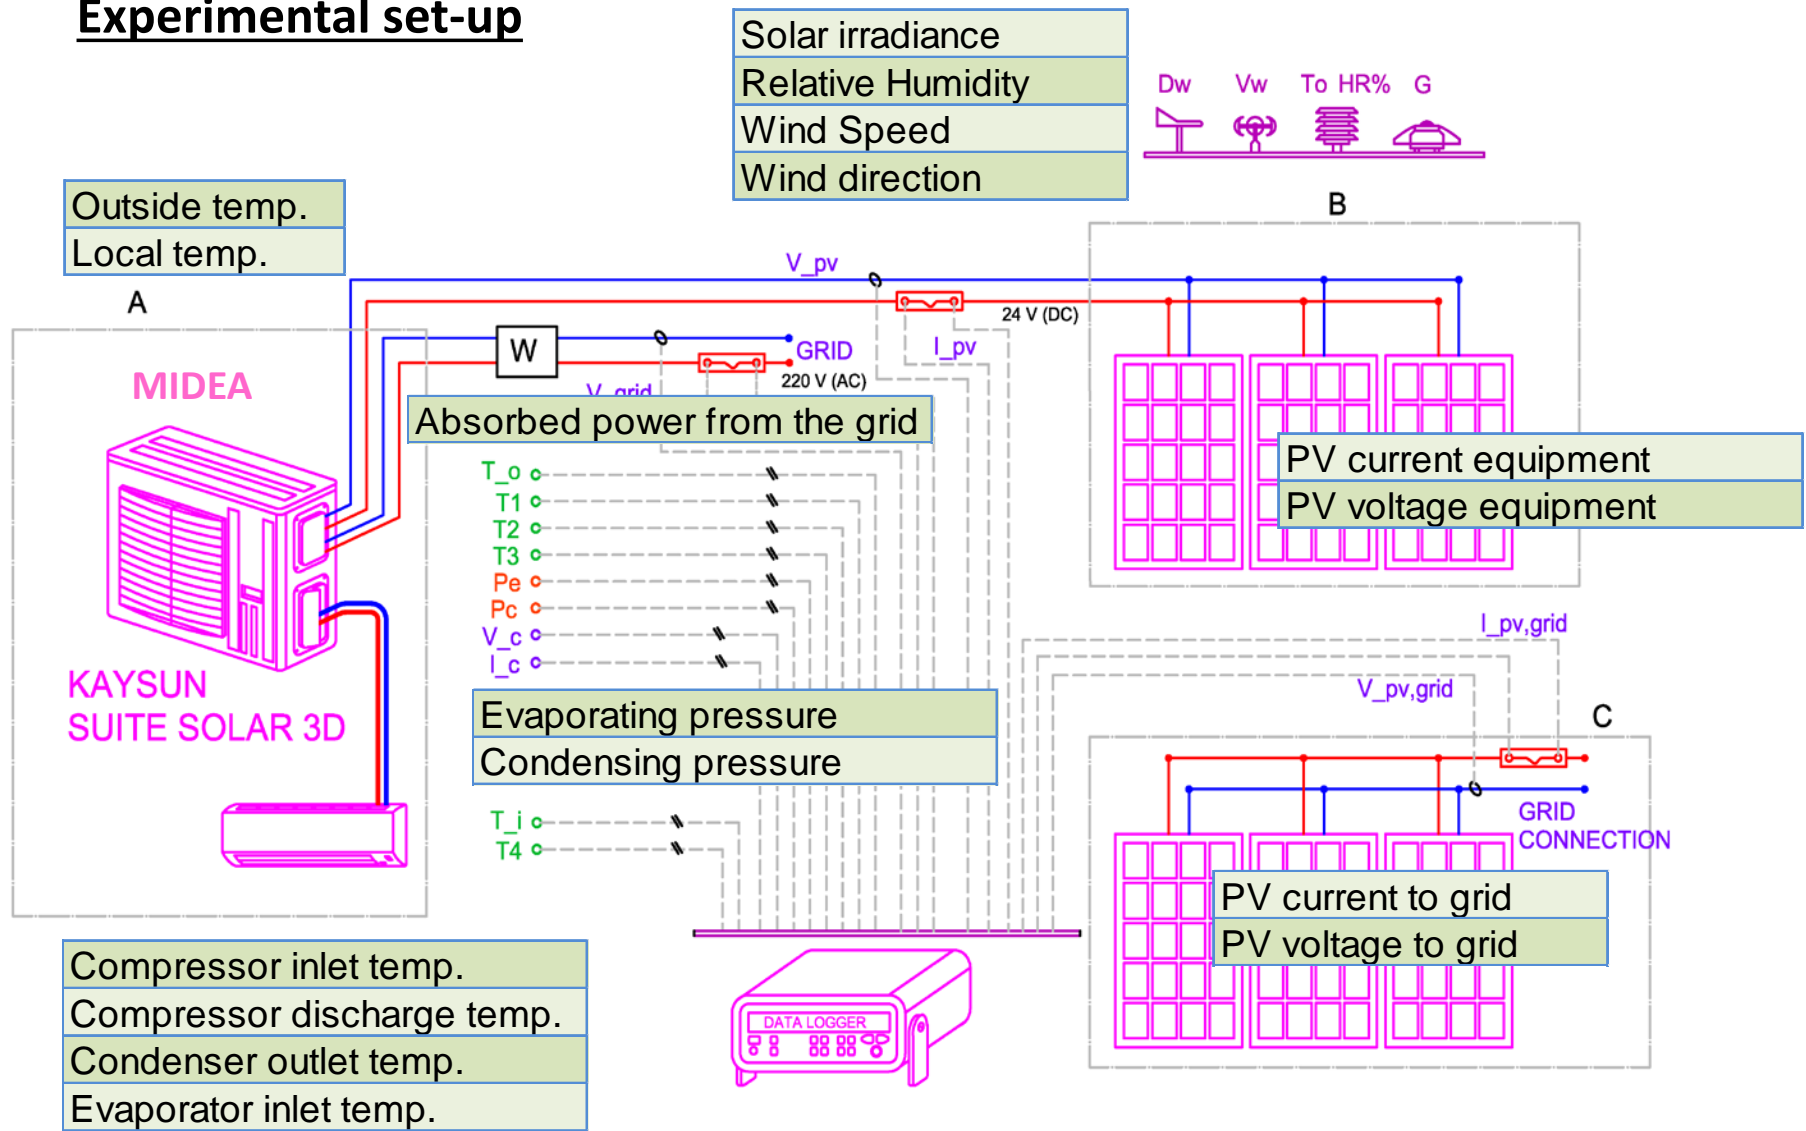 Experimental set-up
Solar irradiance
Relative Humidity
Wind Speed
Wind direction
Dw Vw To HR% G
Outside temp.
Local temp.
A
B
V_pv
24 V (DC)
W
GRID
I_pv
220 V (AC)
MIDEA
V_grid
Absorbed power from the grid
PV current equipment
PV voltage equipment
T_o
T1
T2
T3
Pe
Pc
V_c
I_c
KAYSUN
SUITE SOLAR 3D
Evaporating pressure
Condensing pressure
I_pv,grid
V_pv,grid
C
T_i
T4
GRID
CONNECTION
PV current to grid
PV voltage to grid
Compressor inlet temp.
Compressor discharge temp.
Condenser outlet temp.
Evaporator inlet temp.
DATA LOGGER